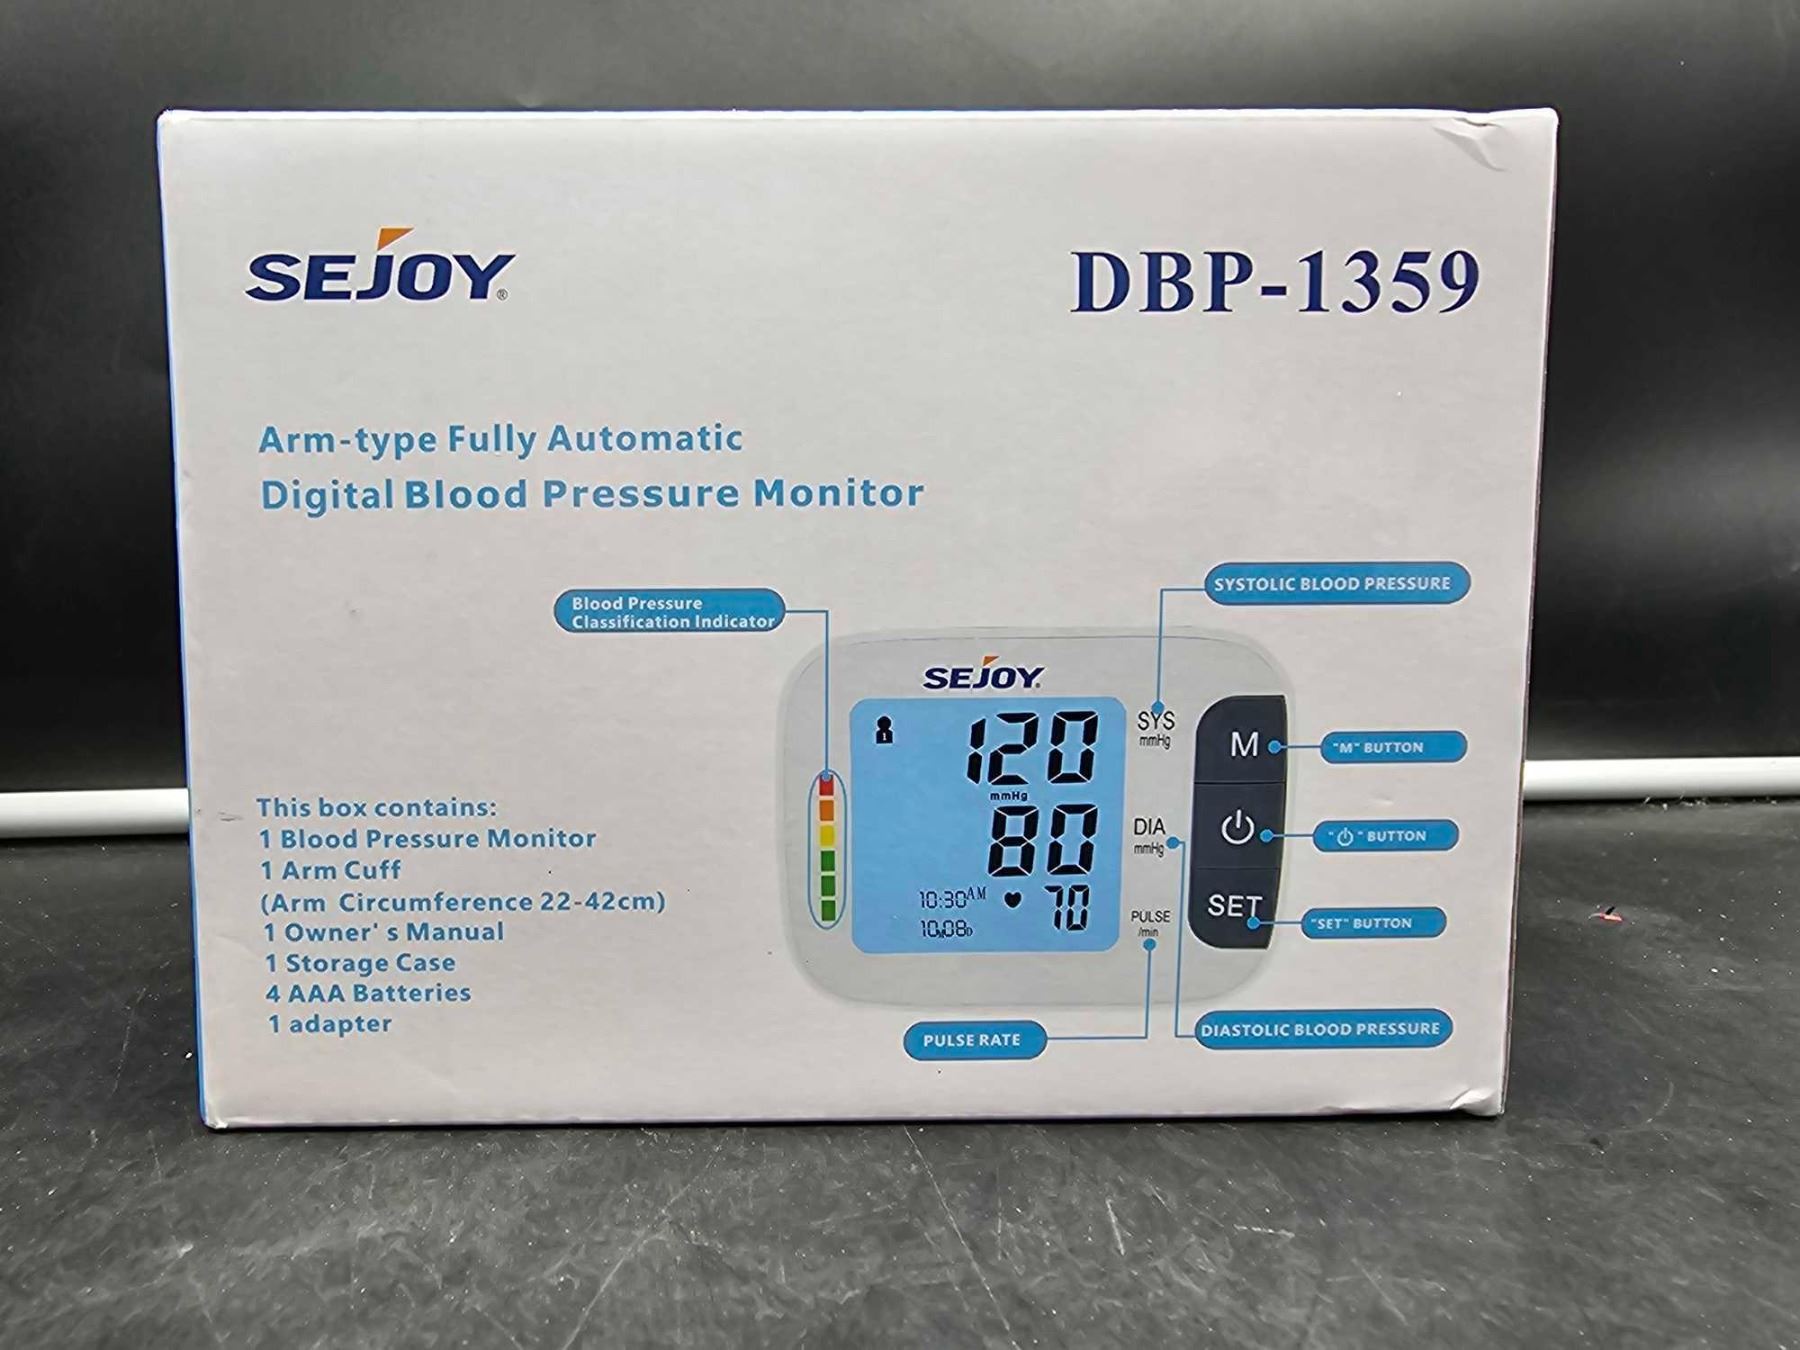 SEJOY®
DBP-1359
Arm-type Fully Automatic
Digital Blood Pressure Monitor
Blood Pressure
Classification Indicator
SYSTOLIC BLOOD PRESSURE
SEJOY
120
mmHg
80
10:30AM
10M08D
70
SYS
mmHg
DIA
mmHg
PULSE
/min
M
SET
"M" BUTTON
"⏻" BUTTON
"SET" BUTTON
PULSE RATE
DIASTOLIC BLOOD PRESSURE
This box contains:
1 Blood Pressure Monitor
1 Arm Cuff
(Arm Circumference 22-42cm)
1 Owner' s Manual
1 Storage Case
4 AAA Batteries
1 adapter